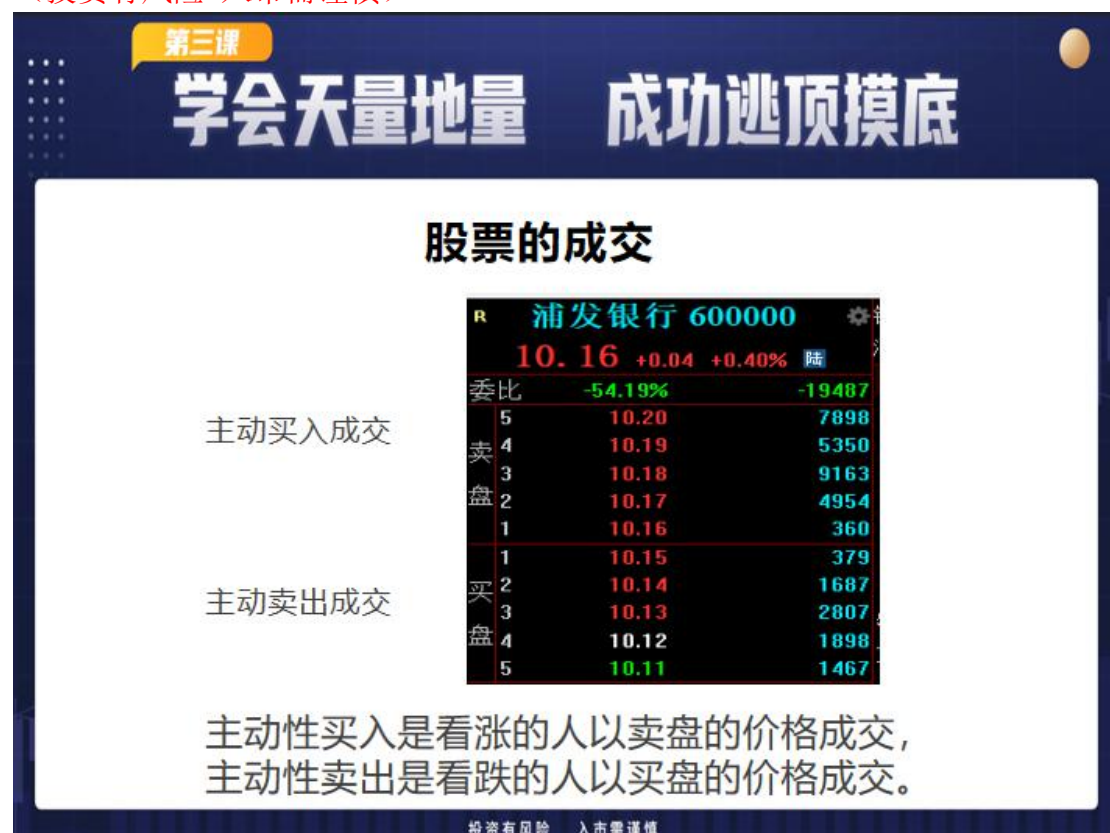 第三课
学会天量地量 成功逃顶摸底
股票的成交
R 浦发银行 600000
10.16 +0.04 +0.40% 陆
委比 -54.19% -19487
卖盘
5 10.20 7898
4 10.19 5350
3 10.18 9163
2 10.17 4954
1 10.16 360
买盘
1 10.15 379
2 10.14 1687
3 10.13 2807
4 10.12 1898
5 10.11 1467
主动买入成交
主动卖出成交
主动性买入是看涨的人以卖盘的价格成交，
主动性卖出是看跌的人以买盘的价格成交。
投资有风险 入市需谨慎